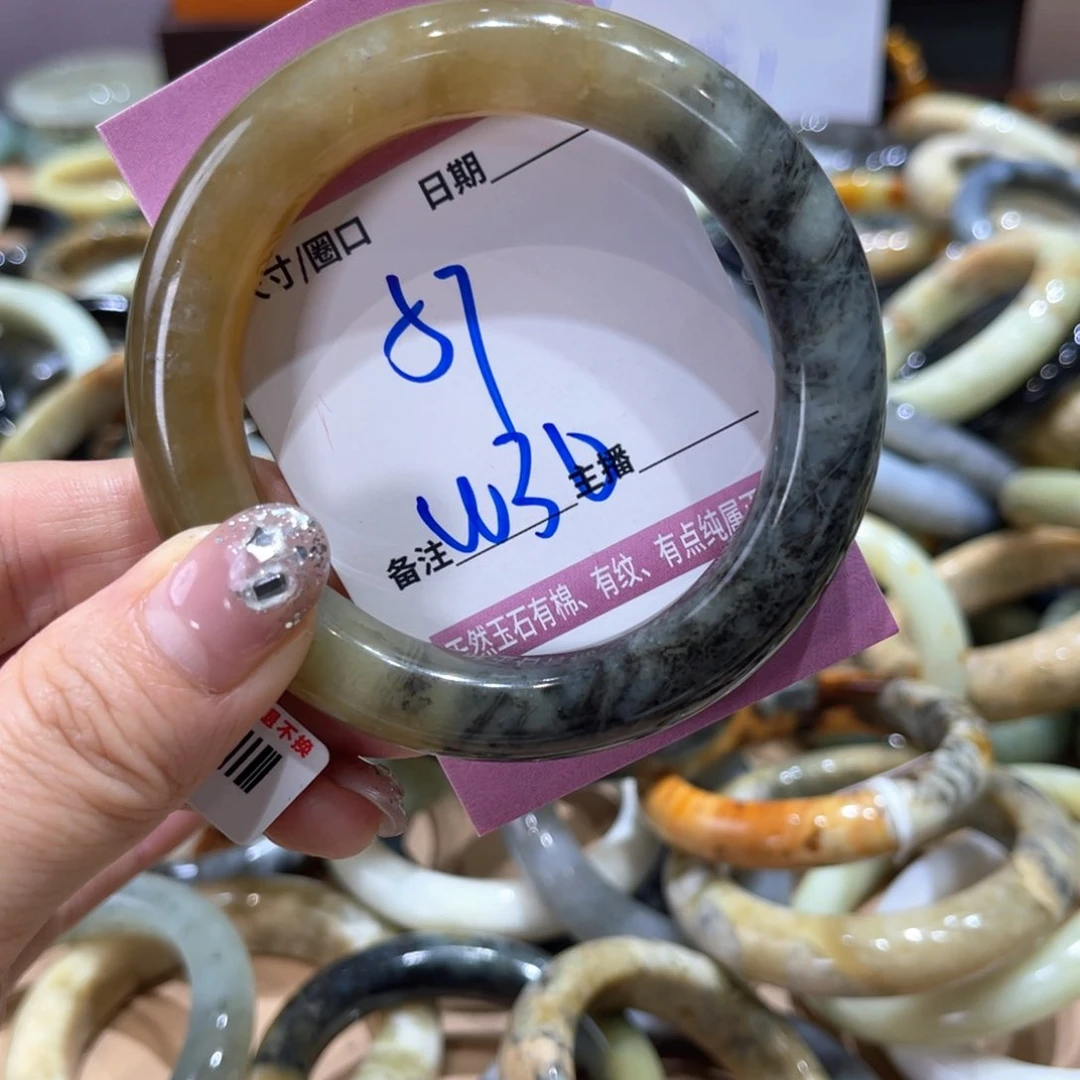 日期
寸/圈口
57
W3D
主播
备注
天然玉石有棉、有纹、有点纯属正
退不换